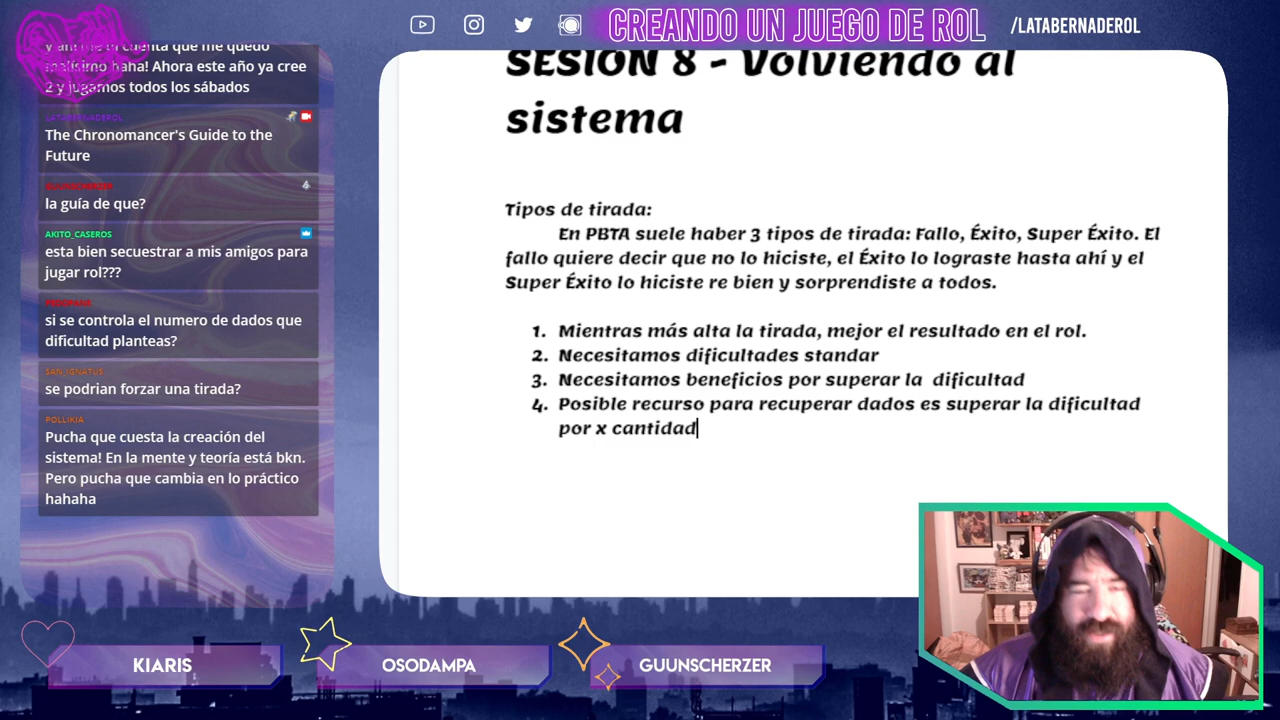 CREANDO UN JUEGO DE ROL
/LATABERNADEROL
que me quedo
haha! Ahora este año ya cree
2 y jugamos todos los sábados
LATABERNADEROL
The Chronomancer's Guide to the
Future
la guía de que?
AKITO_CASEROS
esta bien secuestrar a mis amigos para
jugar rol???
si se controla el numero de dados que
dificultad planteas?
SAN_IGNATUS
se podrian forzar una tirada?
POLLIKIA
Pucha que cuesta la creación del
sistema! En la mente y teoría está bkn.
Pero pucha que cambia en lo práctico
hahaha
SESION 8 - Volviendo al
sistema
Tipos de tirada:
En PBTA suele haber 3 tipos de tirada: Fallo, Éxito, Super Éxito. El
fallo quiere decir que no lo hiciste, el Éxito lo lograste hasta ahí y el
Super Éxito lo hiciste re bien y sorprendiste a todos.
1. Mientras más alta la tirada, mejor el resultado en el rol.
2. Necesitamos dificultades standar
3. Necesitamos beneficios por superar la dificultad
4. Posible recurso para recuperar dados es superar la dificultad
por x cantidad
KIARIS
OSODAMPA
GUUNSCHERZER